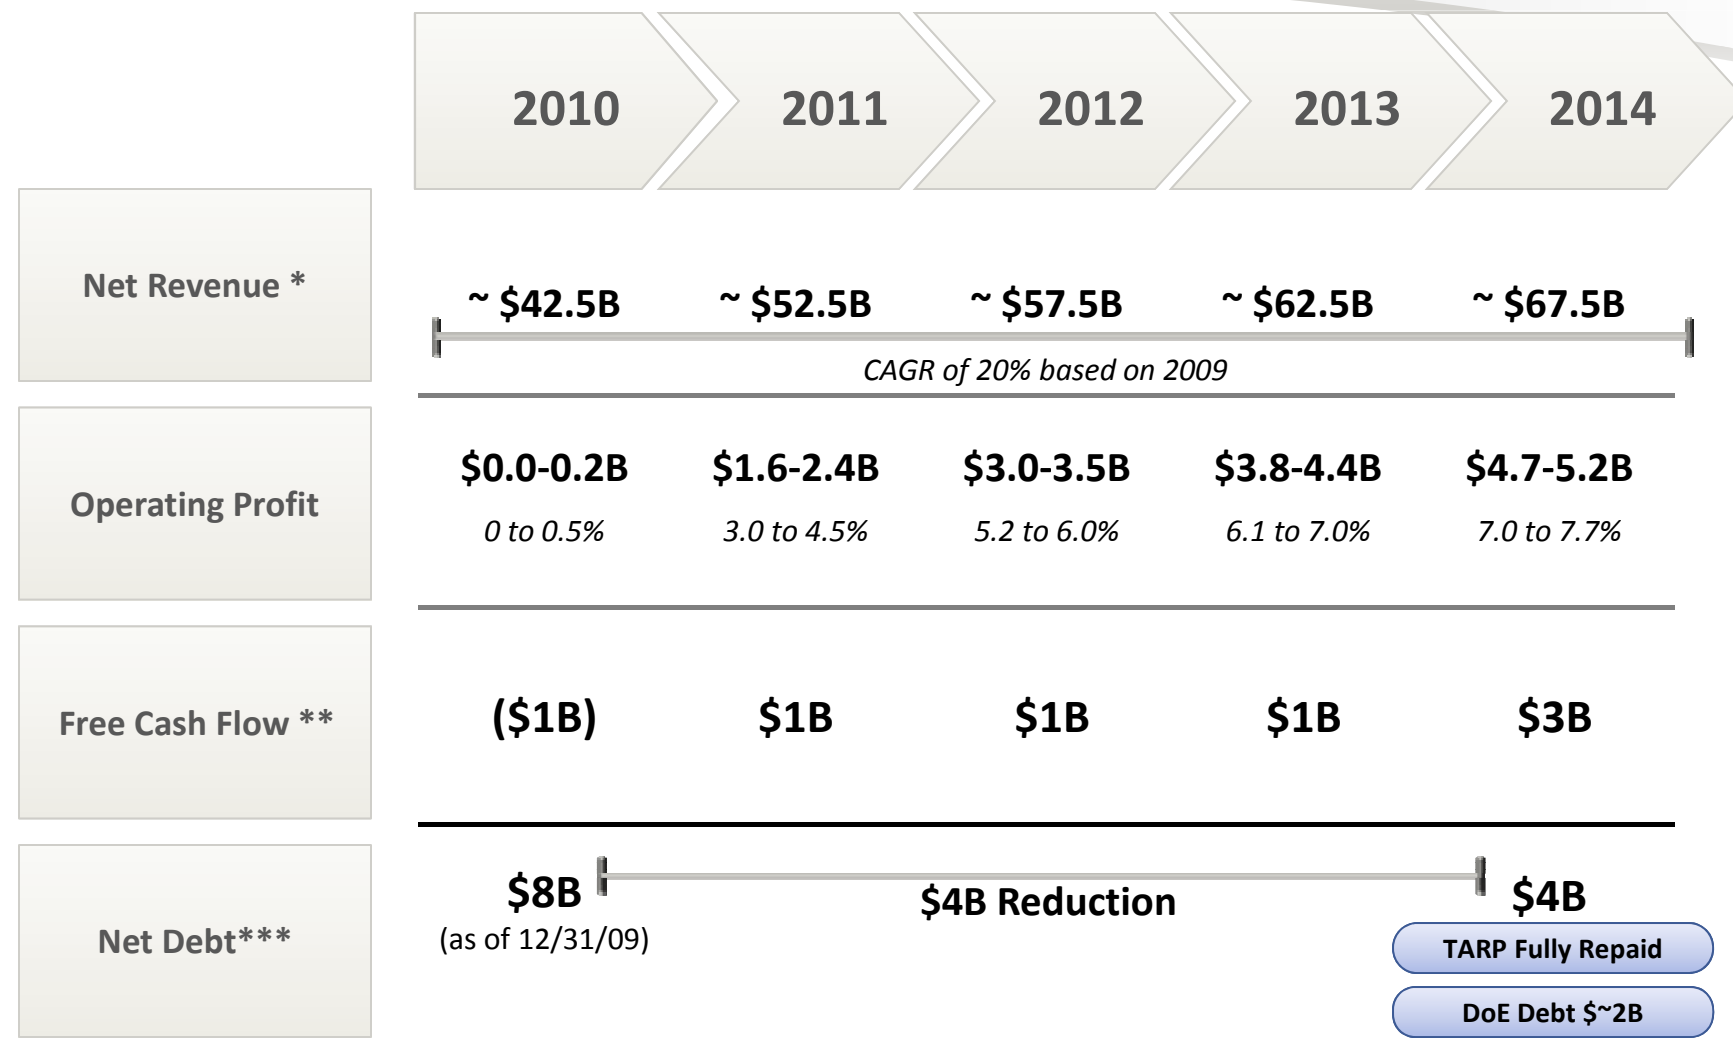 2010 2011 2012 2013 2014
Net Revenue *
~ $42.5B ~ $52.5B ~ $57.5B ~ $62.5B ~ $67.5B
CAGR of 20% based on 2009
Operating Profit
$0.0-0.2B $1.6-2.4B $3.0-3.5B $3.8-4.4B $4.7-5.2B
0 to 0.5% 3.0 to 4.5% 5.2 to 6.0% 6.1 to 7.0% 7.0 to 7.7%
Free Cash Flow **
($1B) $1B $1B $1B $3B
Net Debt***
$8B $4B Reduction $4B
(as of 12/31/09)
TARP Fully Repaid
DoE Debt $~2B